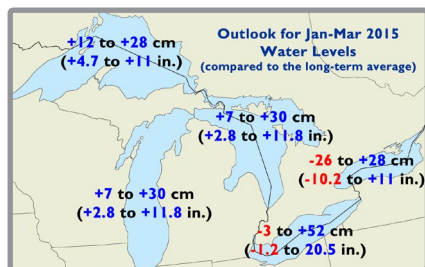 Outlook for Jan-Mar 2015
Water Levels
(compared to the long-term average)
+12 to +28 cm
(+4.7 to +11 in.)
+7 to +30 cm
(+2.8 to +11.8 in.)
-26 to +28 cm
(-10.2 to +11 in.)
+7 to +30 cm
(+2.8 to +11.8 in.)
-3 to +52 cm
(-1.2 to 20.5 in.)